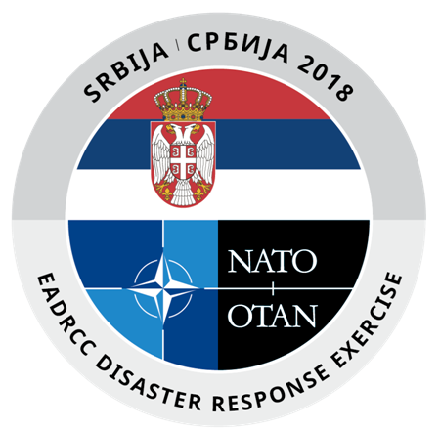 SRBIJA | СРБИЈА 2018
NATO
OTAN
EADRCC DISASTER RESPONSE EXERCISE